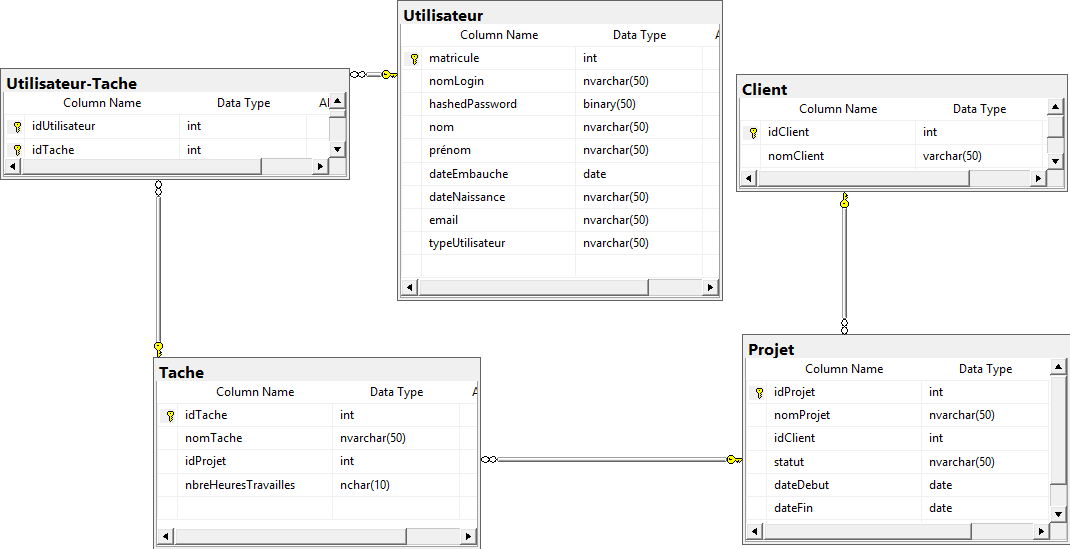 Utilisateur
Column Name Data Type A
matricule int
nomLogin nvarchar(50)
hashedPassword binary(50)
nom nvarchar(50)
prénom nvarchar(50)
dateEmbauche date
dateNaissance nvarchar(50)
email nvarchar(50)
typeUtilisateur nvarchar(50)
Utilisateur-Tache
Column Name Data Type Al
idUtilisateur int
idTache int
Client
Column Name Data Type
idClient int
nomClient varchar(50)
Tache
Column Name Data Type A
idTache int
nomTache nvarchar(50)
idProjet int
nbreHeuresTravailles nchar(10)
Projet
Column Name Data Type
idProjet int
nomProjet nvarchar(50)
idClient int
statut nvarchar(50)
dateDebut date
dateFin date